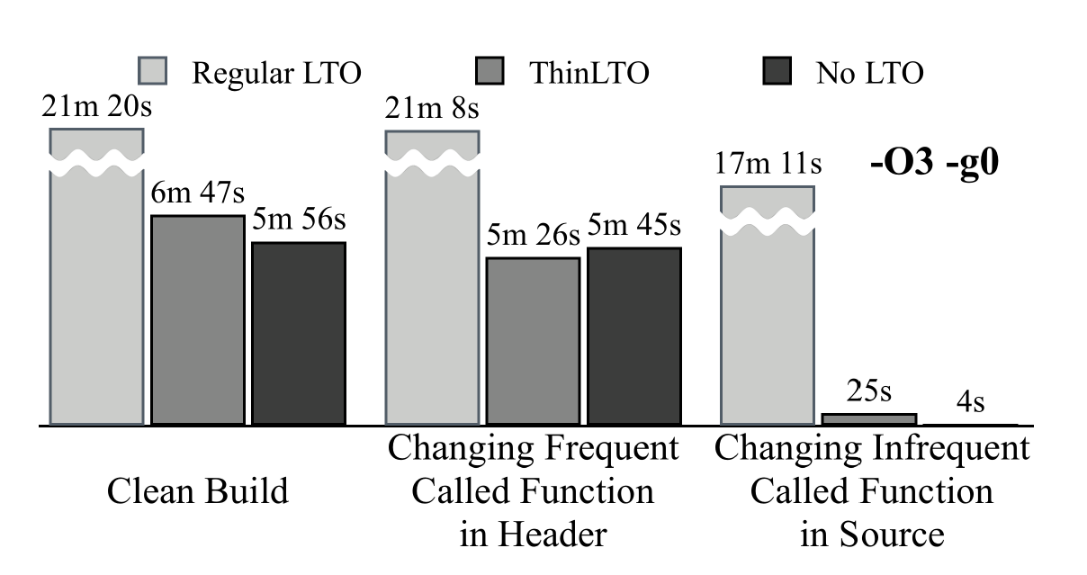 Regular LTO
ThinLTO
No LTO
21m 20s
6m 47s
5m 56s
21m 8s
5m 26s
5m 45s
17m 11s
25s
4s
-O3 -g0
Clean Build
Changing Frequent
Called Function
in Header
Changing Infrequent
Called Function
in Source